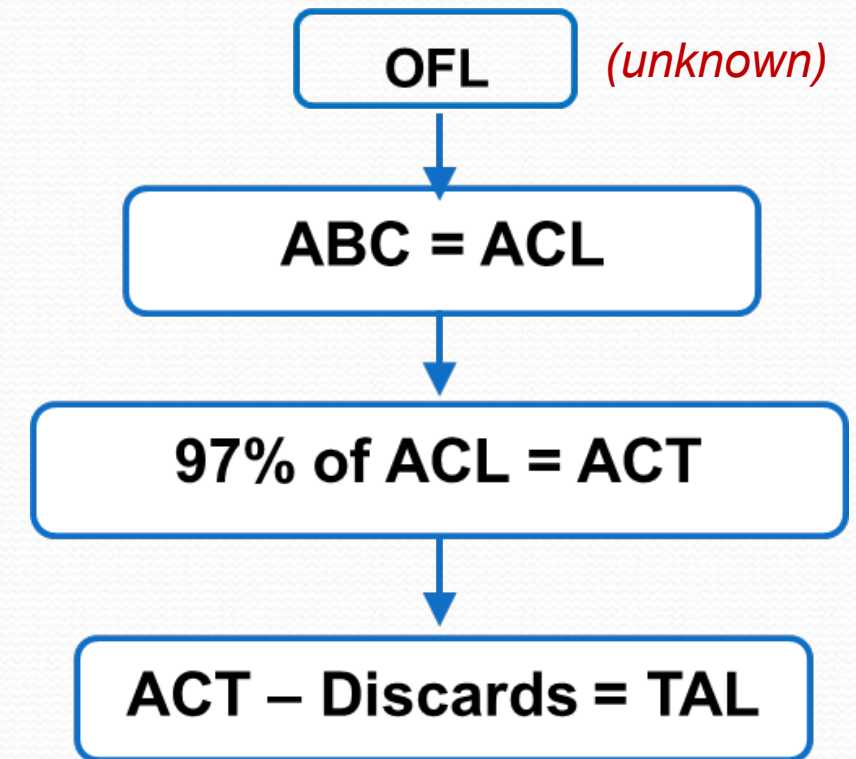 OFL (unknown)
ABC = ACL
97% of ACL = ACT
ACT – Discards = TAL